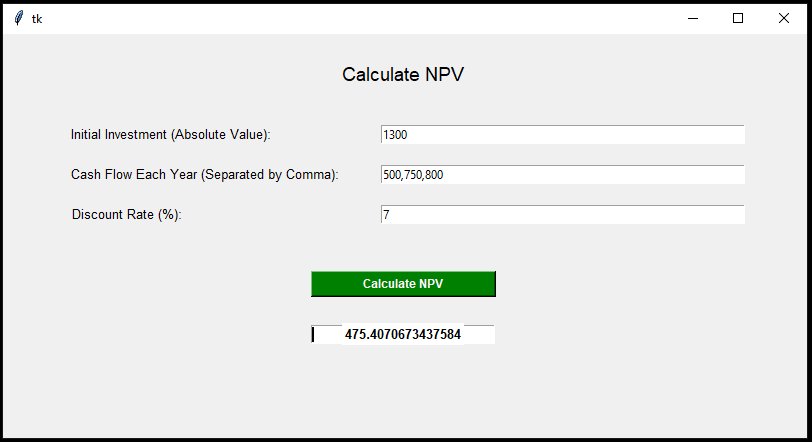 tk
Calculate NPV
Initial Investment (Absolute Value): 1300
Cash Flow Each Year (Separated by Comma): 500,750,800
Discount Rate (%): 7
Calculate NPV
475.4070673437584